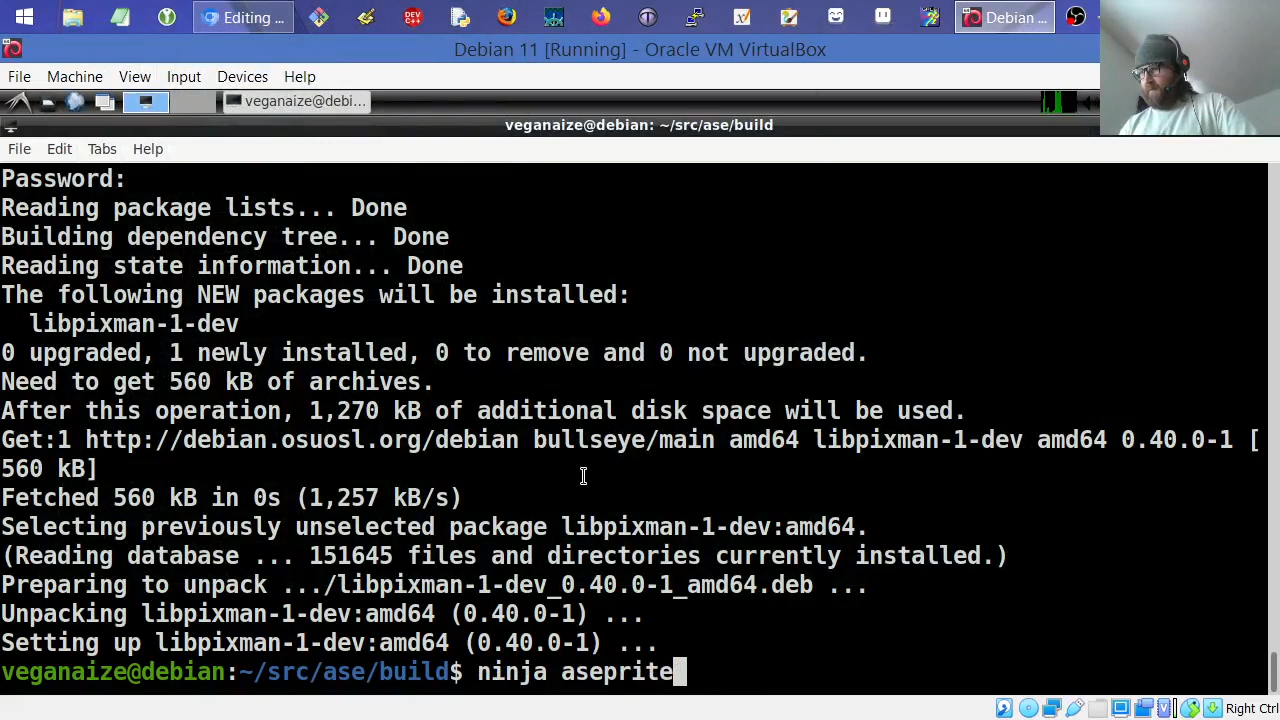 Editing ...
Debian ...
Debian 11 [Running] - Oracle VM VirtualBox
File Machine View Input Devices Help
veganaize@debi...
veganaize@debian: ~/src/ase/build
File Edit Tabs Help
Password:
Reading package lists... Done
Building dependency tree... Done
Reading state information... Done
The following NEW packages will be installed:
libpixman-1-dev
0 upgraded, 1 newly installed, 0 to remove and 0 not upgraded.
Need to get 560 kB of archives.
After this operation, 1,270 kB of additional disk space will be used.
Get:1 http://debian.osuosl.org/debian bullseye/main amd64 libpixman-1-dev amd64 0.40.0-1 [
560 kB]
Fetched 560 kB in 0s (1,257 kB/s)
Selecting previously unselected package libpixman-1-dev:amd64.
(Reading database ... 151645 files and directories currently installed.)
Preparing to unpack .../libpixman-1-dev_0.40.0-1_amd64.deb ...
Unpacking libpixman-1-dev:amd64 (0.40.0-1) ...
Setting up libpixman-1-dev:amd64 (0.40.0-1) ...
veganaize@debian:~/src/ase/build$ ninja aseprite
Right Ctrl